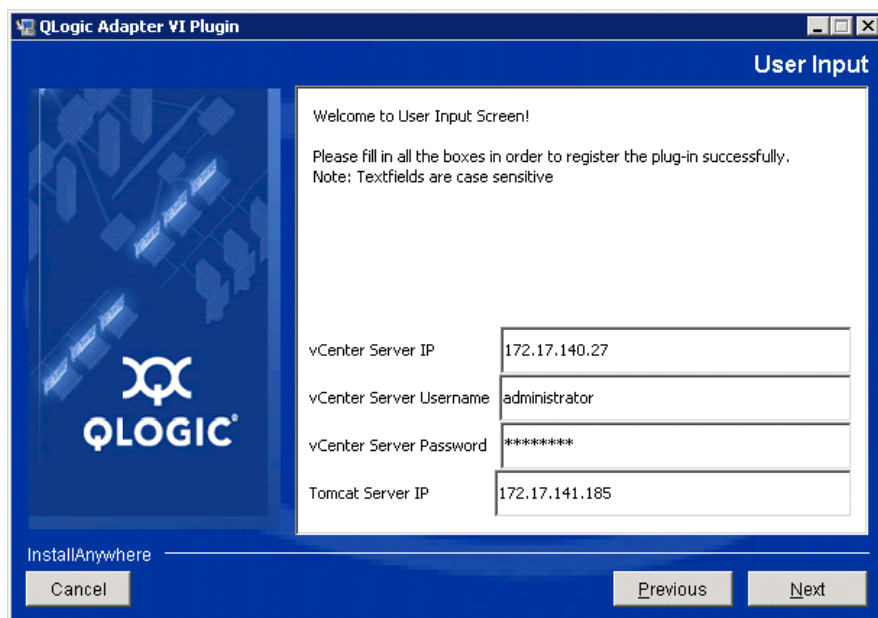 QLogic Adapter VI Plugin
User Input
Welcome to User Input Screen!
Please fill in all the boxes in order to register the plug-in successfully.
Note: Textfields are case sensitive
vCenter Server IP 172.17.140.27
vCenter Server Username administrator
vCenter Server Password ********
Tomcat Server IP 172.17.141.185
QLOGIC®
InstallAnywhere
Cancel Previous Next